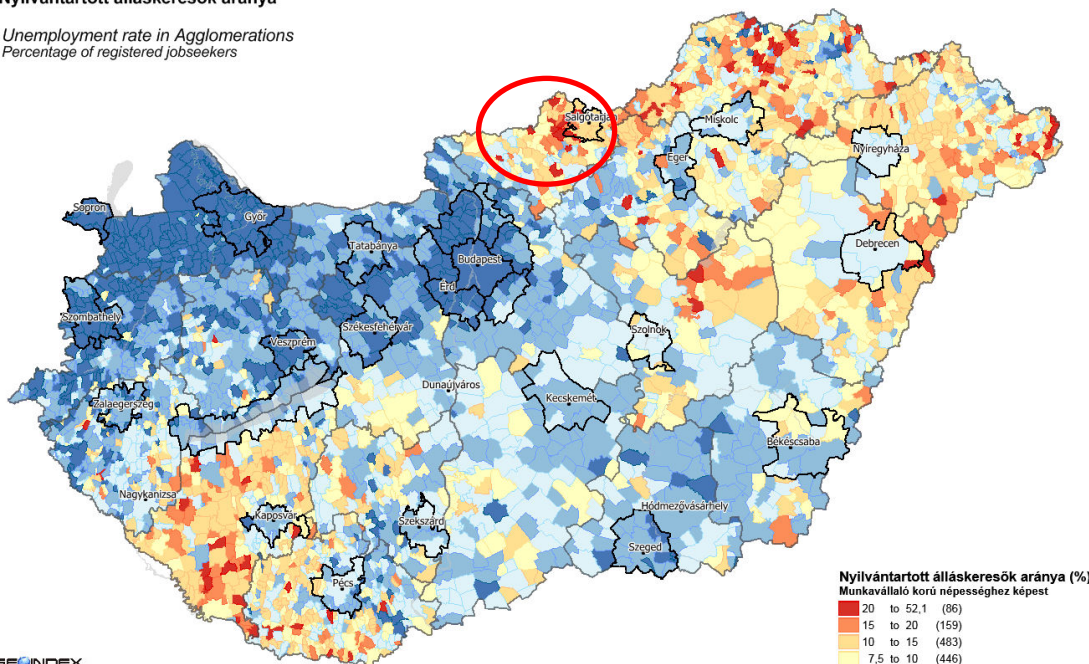 Nyilvántartott álláskeresők aránya
Unemployment rate in Agglomerations
Percentage of registered jobseekers
Salgótarján
Miskolc
Eger
Nyíregyháza
Sopron
Győr
Tatabánya
Budapest
Debrecen
Érd
Szombathely
Székesfehérvár
Veszprém
Szolnok
Dunaújváros
Zalaegerszeg
Kecskemét
Békéscsaba
Nagykanizsa
Hódmezővásárhely
Kaposvár
Szekszárd
Szeged
Pécs
Nyilvántartott álláskeresők aránya (%)
Munkavállaló korú népességhez képest
20 to 52,1 (86)
15 to 20 (159)
10 to 15 (483)
7,5 to 10 (446)